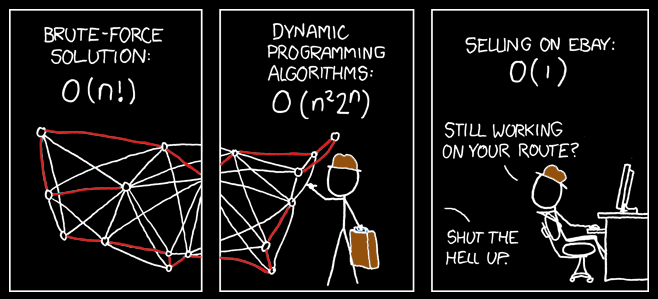 BRUTE-FORCE
SOLUTION:
O(n!)
DYNAMIC
PROGRAMMING
ALGORITHMS:
O(n²2ⁿ)
SELLING ON EBAY:
O(1)
STILL WORKING
ON YOUR ROUTE?
SHUT THE
HELL UP.